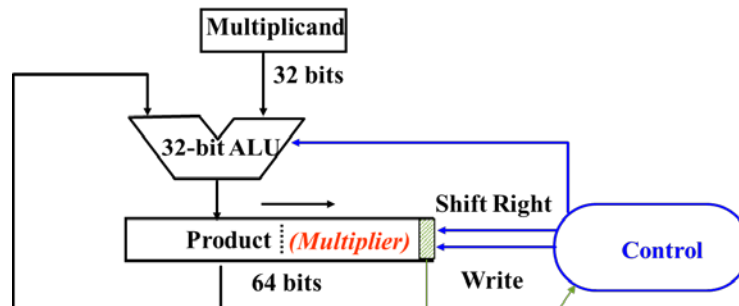 Multiplicand
32 bits
32-bit ALU
Shift Right
Product (Multiplier)
Control
64 bits
Write